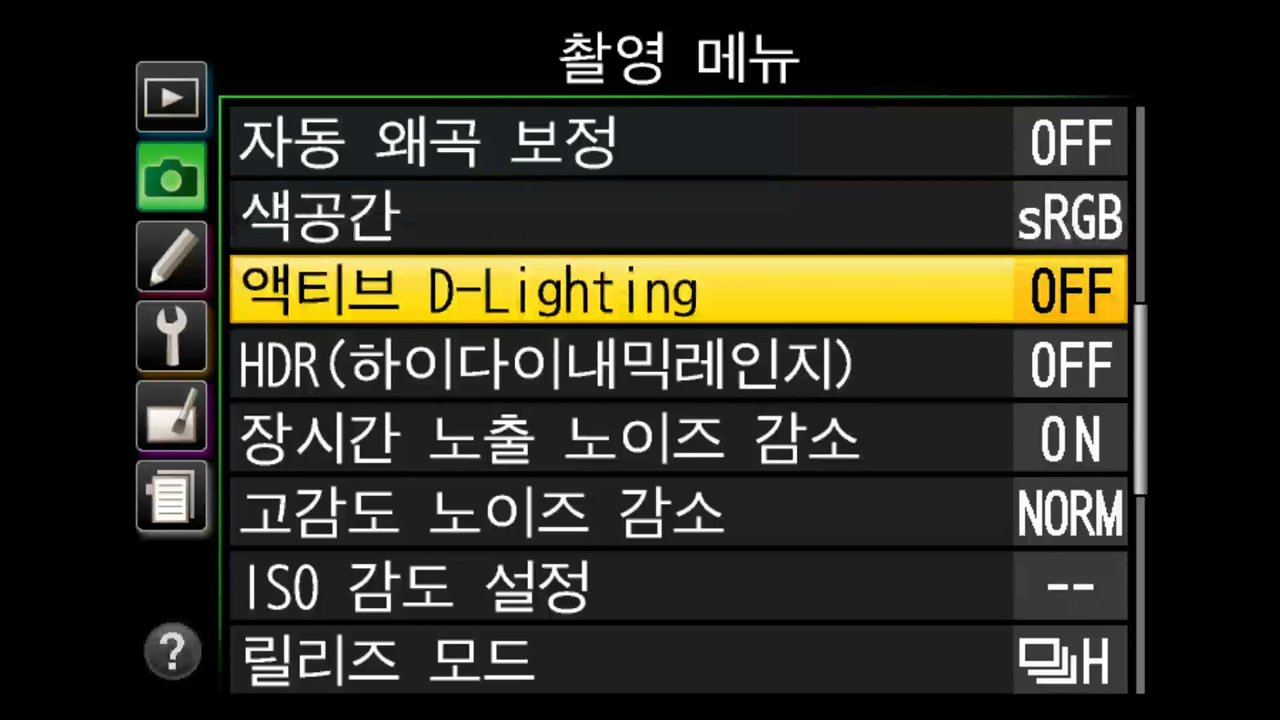 촬영 메뉴
자동 왜곡 보정 OFF
색공간 sRGB
액티브 D-Lighting OFF
HDR(하이다이내믹레인지) OFF
장시간 노출 노이즈 감소 ON
고감도 노이즈 감소 NORM
ISO 감도 설정 --
릴리즈 모드 H
?